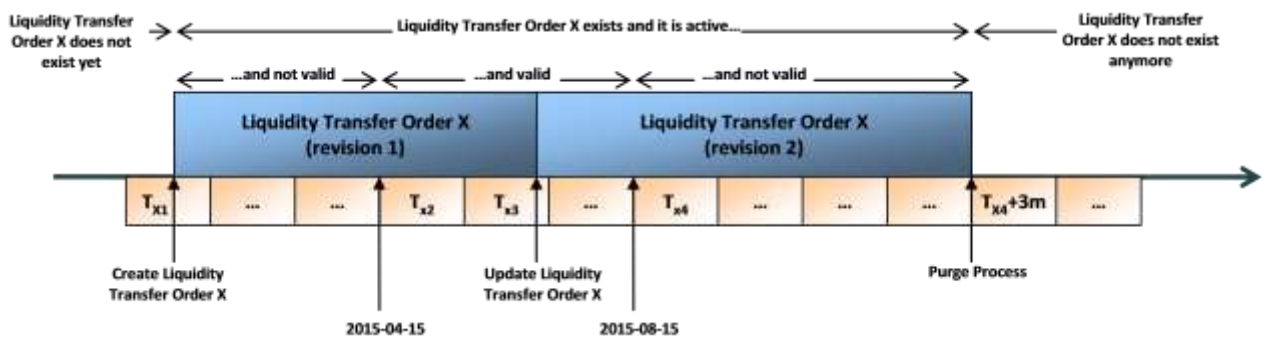 Liquidity Transfer
Order X does not
exist yet
Liquidity Transfer Order X exists and it is active...
Liquidity Transfer
Order X does not exist
anymore
...and not valid
...and valid
...and not valid
Liquidity Transfer Order X
(revision 1)
Liquidity Transfer Order X
(revision 2)
TX1 ... ... Tx2 Tx3 ... Tx4 ... ... ... TX4+3m ...
Create Liquidity
Transfer Order X
Update Liquidity
Transfer Order X
Purge Process
2015-04-15
2015-08-15